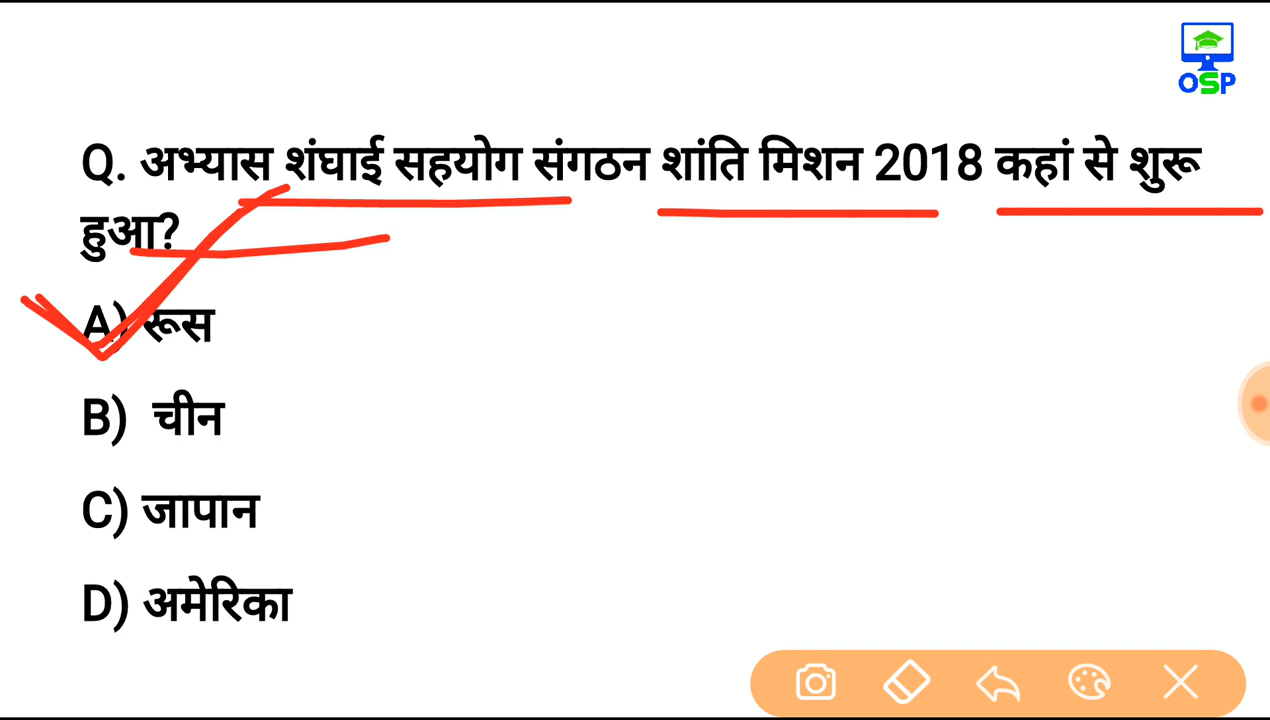 OSP
Q. अभ्यास शंघाई सहयोग संगठन शांति मिशन 2018 कहां से शुरू
हुआ?
A) रूस
B) चीन
C) जापान
D) अमेरिका